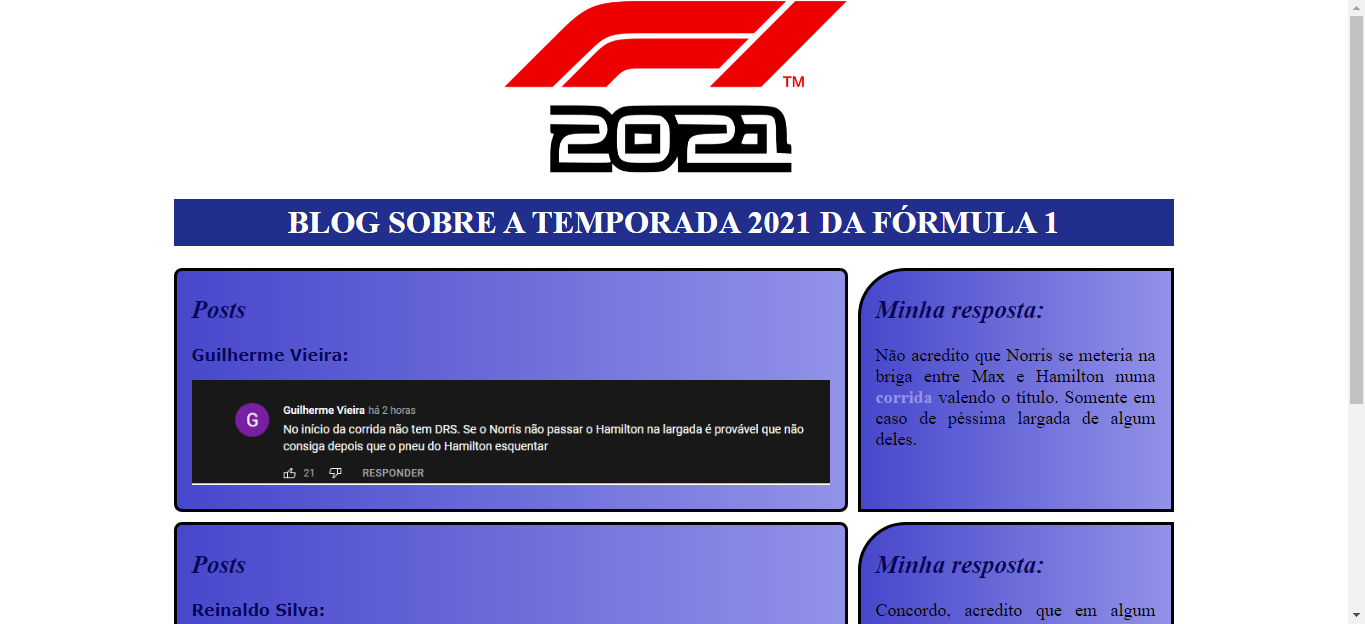 TM
2021
BLOG SOBRE A TEMPORADA 2021 DA FÓRMULA 1
Posts
Guilherme Vieira:
G
Guilherme Vieira há 2 horas
No início da corrida não tem DRS. Se o Norris não passar o Hamilton na largada é provável que não
consiga depois que o pneu do Hamilton esquentar
21 RESPONDER
Minha resposta:
Não acredito que Norris se meteria na
briga entre Max e Hamilton numa
corrida valendo o título. Somente em
caso de péssima largada de algum
deles.
Posts
Reinaldo Silva:
Minha resposta:
Concordo, acredito que em algum